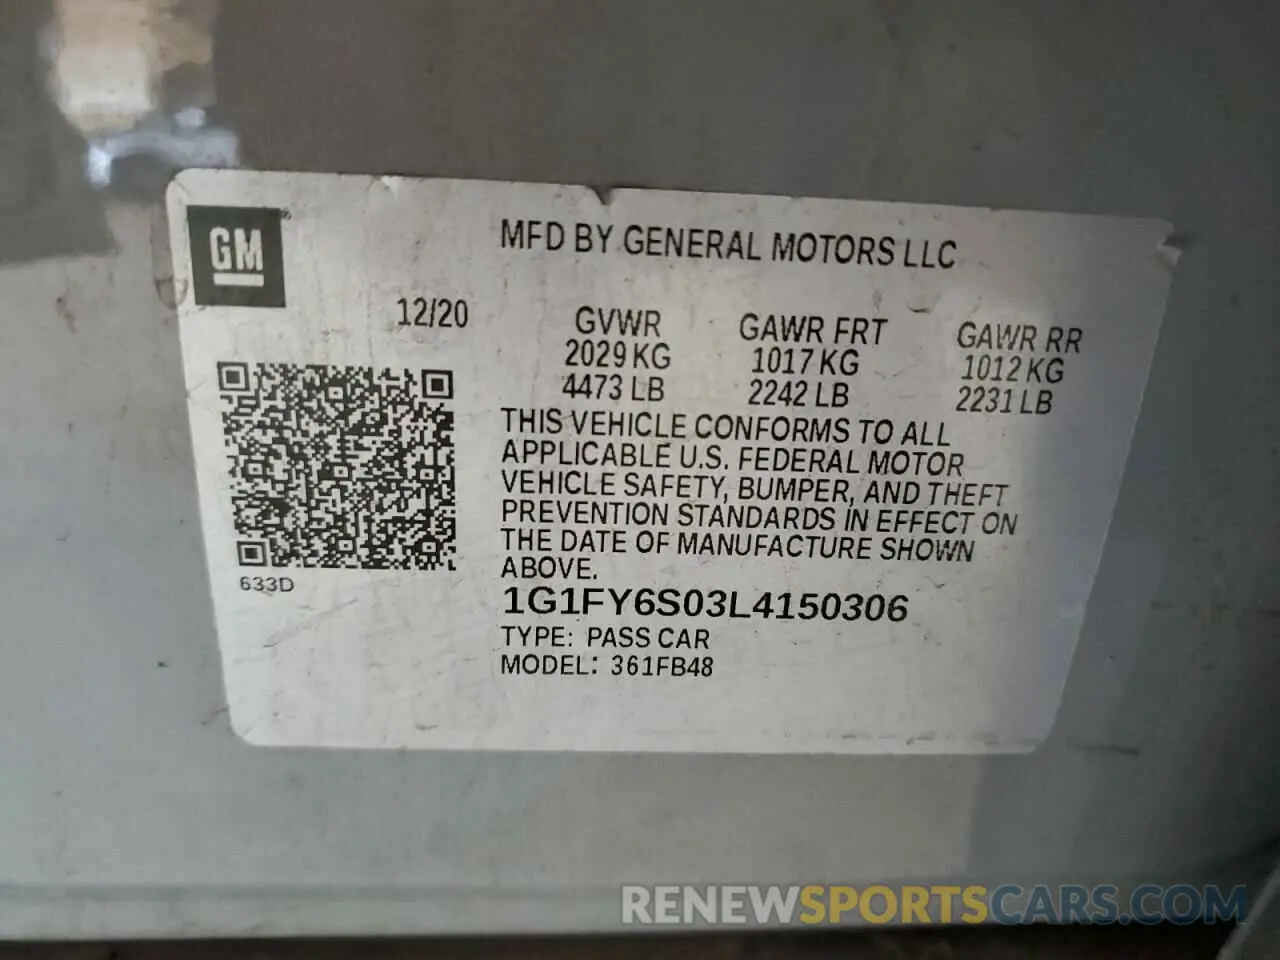 GM
MFD BY GENERAL MOTORS LLC
12/20
GVWR GAWR FRT GAWR RR
2029 KG 1017 KG 1012 KG
4473 LB 2242 LB 2231 LB
THIS VEHICLE CONFORMS TO ALL
APPLICABLE U.S. FEDERAL MOTOR
VEHICLE SAFETY, BUMPER, AND THEFT
PREVENTION STANDARDS IN EFFECT ON
THE DATE OF MANUFACTURE SHOWN
ABOVE.
633D
1G1FY6S03L4150306
TYPE: PASS CAR
MODEL: 361FB48
RENEWSPORTSCARS.COM